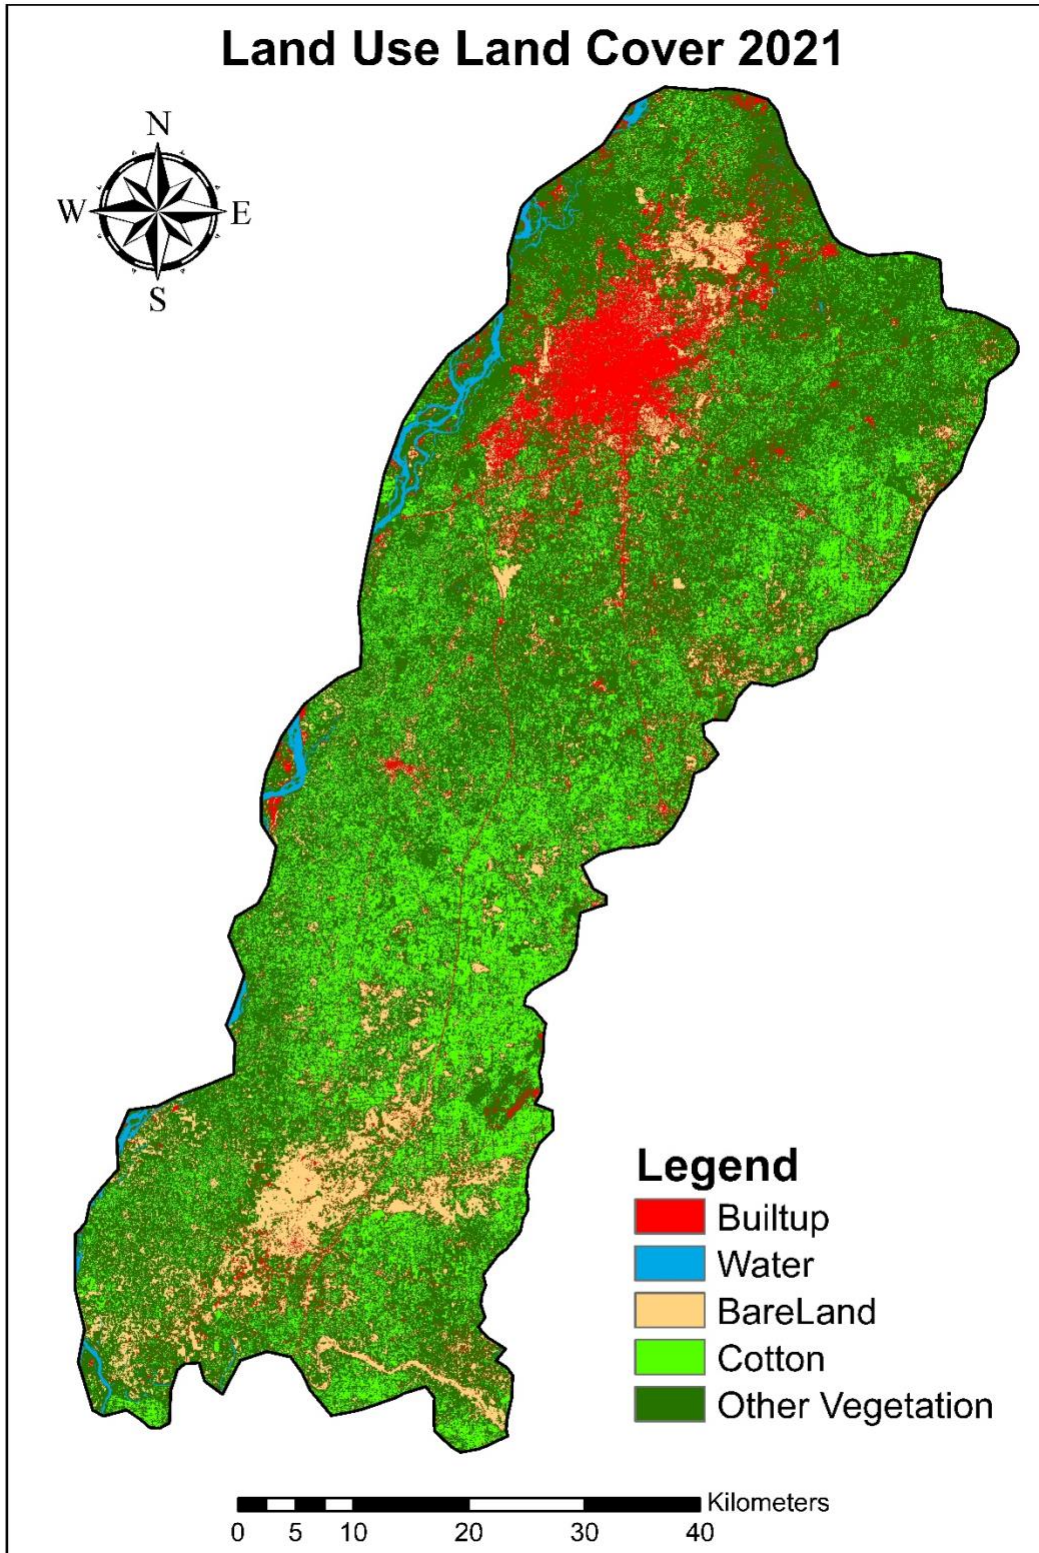 Land Use Land Cover 2021
N
W E
S
Legend
Builtup
Water
BareLand
Cotton
Other Vegetation
Kilometers
0 5 10 20 30 40